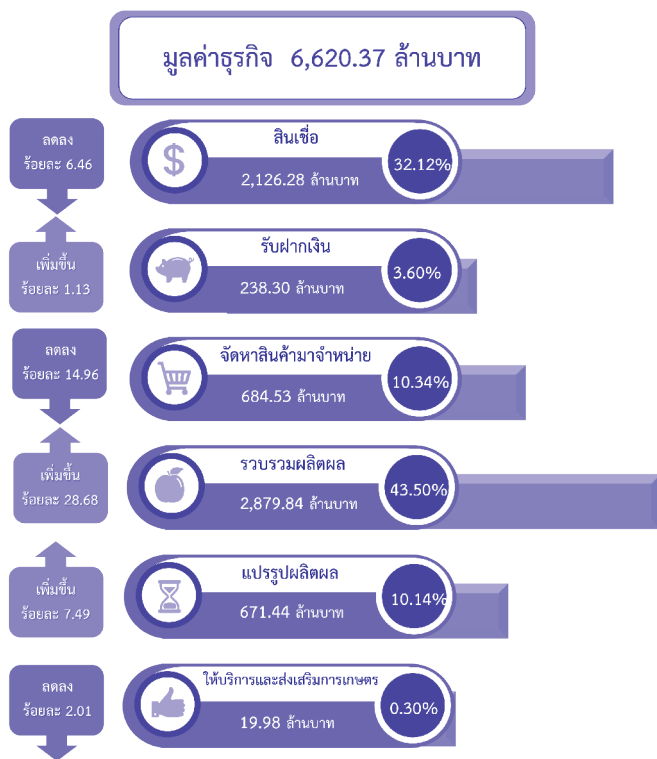 มูลค่าธุรกิจ 6,620.37 ล้านบาท
ลดลง
ร้อยละ 6.46
สินเชื่อ
2,126.28 ล้านบาท
32.12%
เพิ่มขึ้น
ร้อยละ 1.13
รับฝากเงิน
238.30 ล้านบาท
3.60%
ลดลง
ร้อยละ 14.96
จัดหาสินค้ามาจำหน่าย
684.53 ล้านบาท
10.34%
เพิ่มขึ้น
ร้อยละ 28.68
รวบรวมผลิตผล
2,879.84 ล้านบาท
43.50%
เพิ่มขึ้น
ร้อยละ 7.49
แปรรูปผลิตผล
671.44 ล้านบาท
10.14%
ลดลง
ร้อยละ 2.01
ให้บริการและส่งเสริมการเกษตร
19.98 ล้านบาท
0.30%